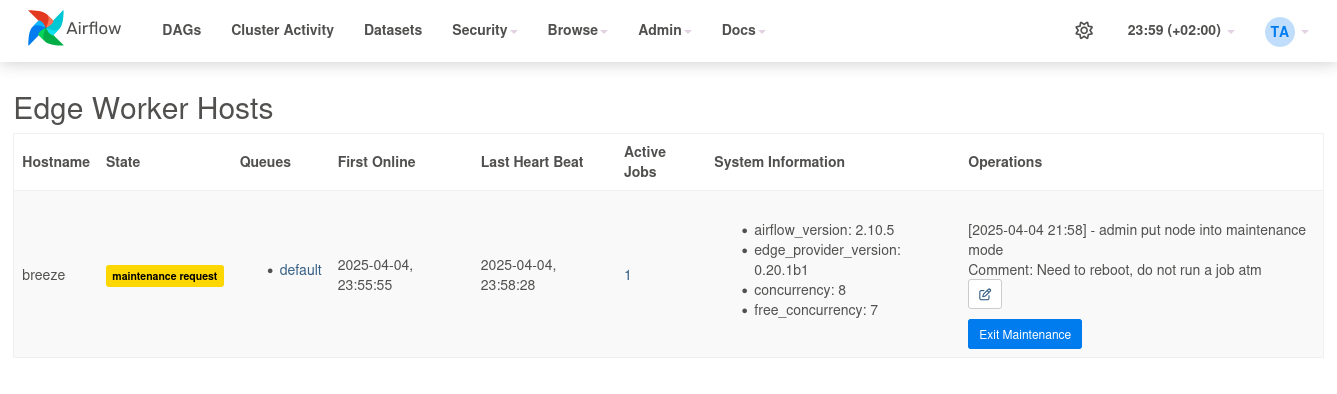 Airflow DAGs Cluster Activity Datasets Security Browse Admin Docs 23:59 (+02:00) TA
Edge Worker Hosts
Hostname State Queues First Online Last Heart Beat Active Jobs System Information Operations
breeze
maintenance request
default
2025-04-04,
23:55:55
2025-04-04,
23:58:28
1
airflow_version: 2.10.5
edge_provider_version:
0.20.1b1
concurrency: 8
free_concurrency: 7
[2025-04-04 21:58] - admin put node into maintenance
mode
Comment: Need to reboot, do not run a job atm
Exit Maintenance